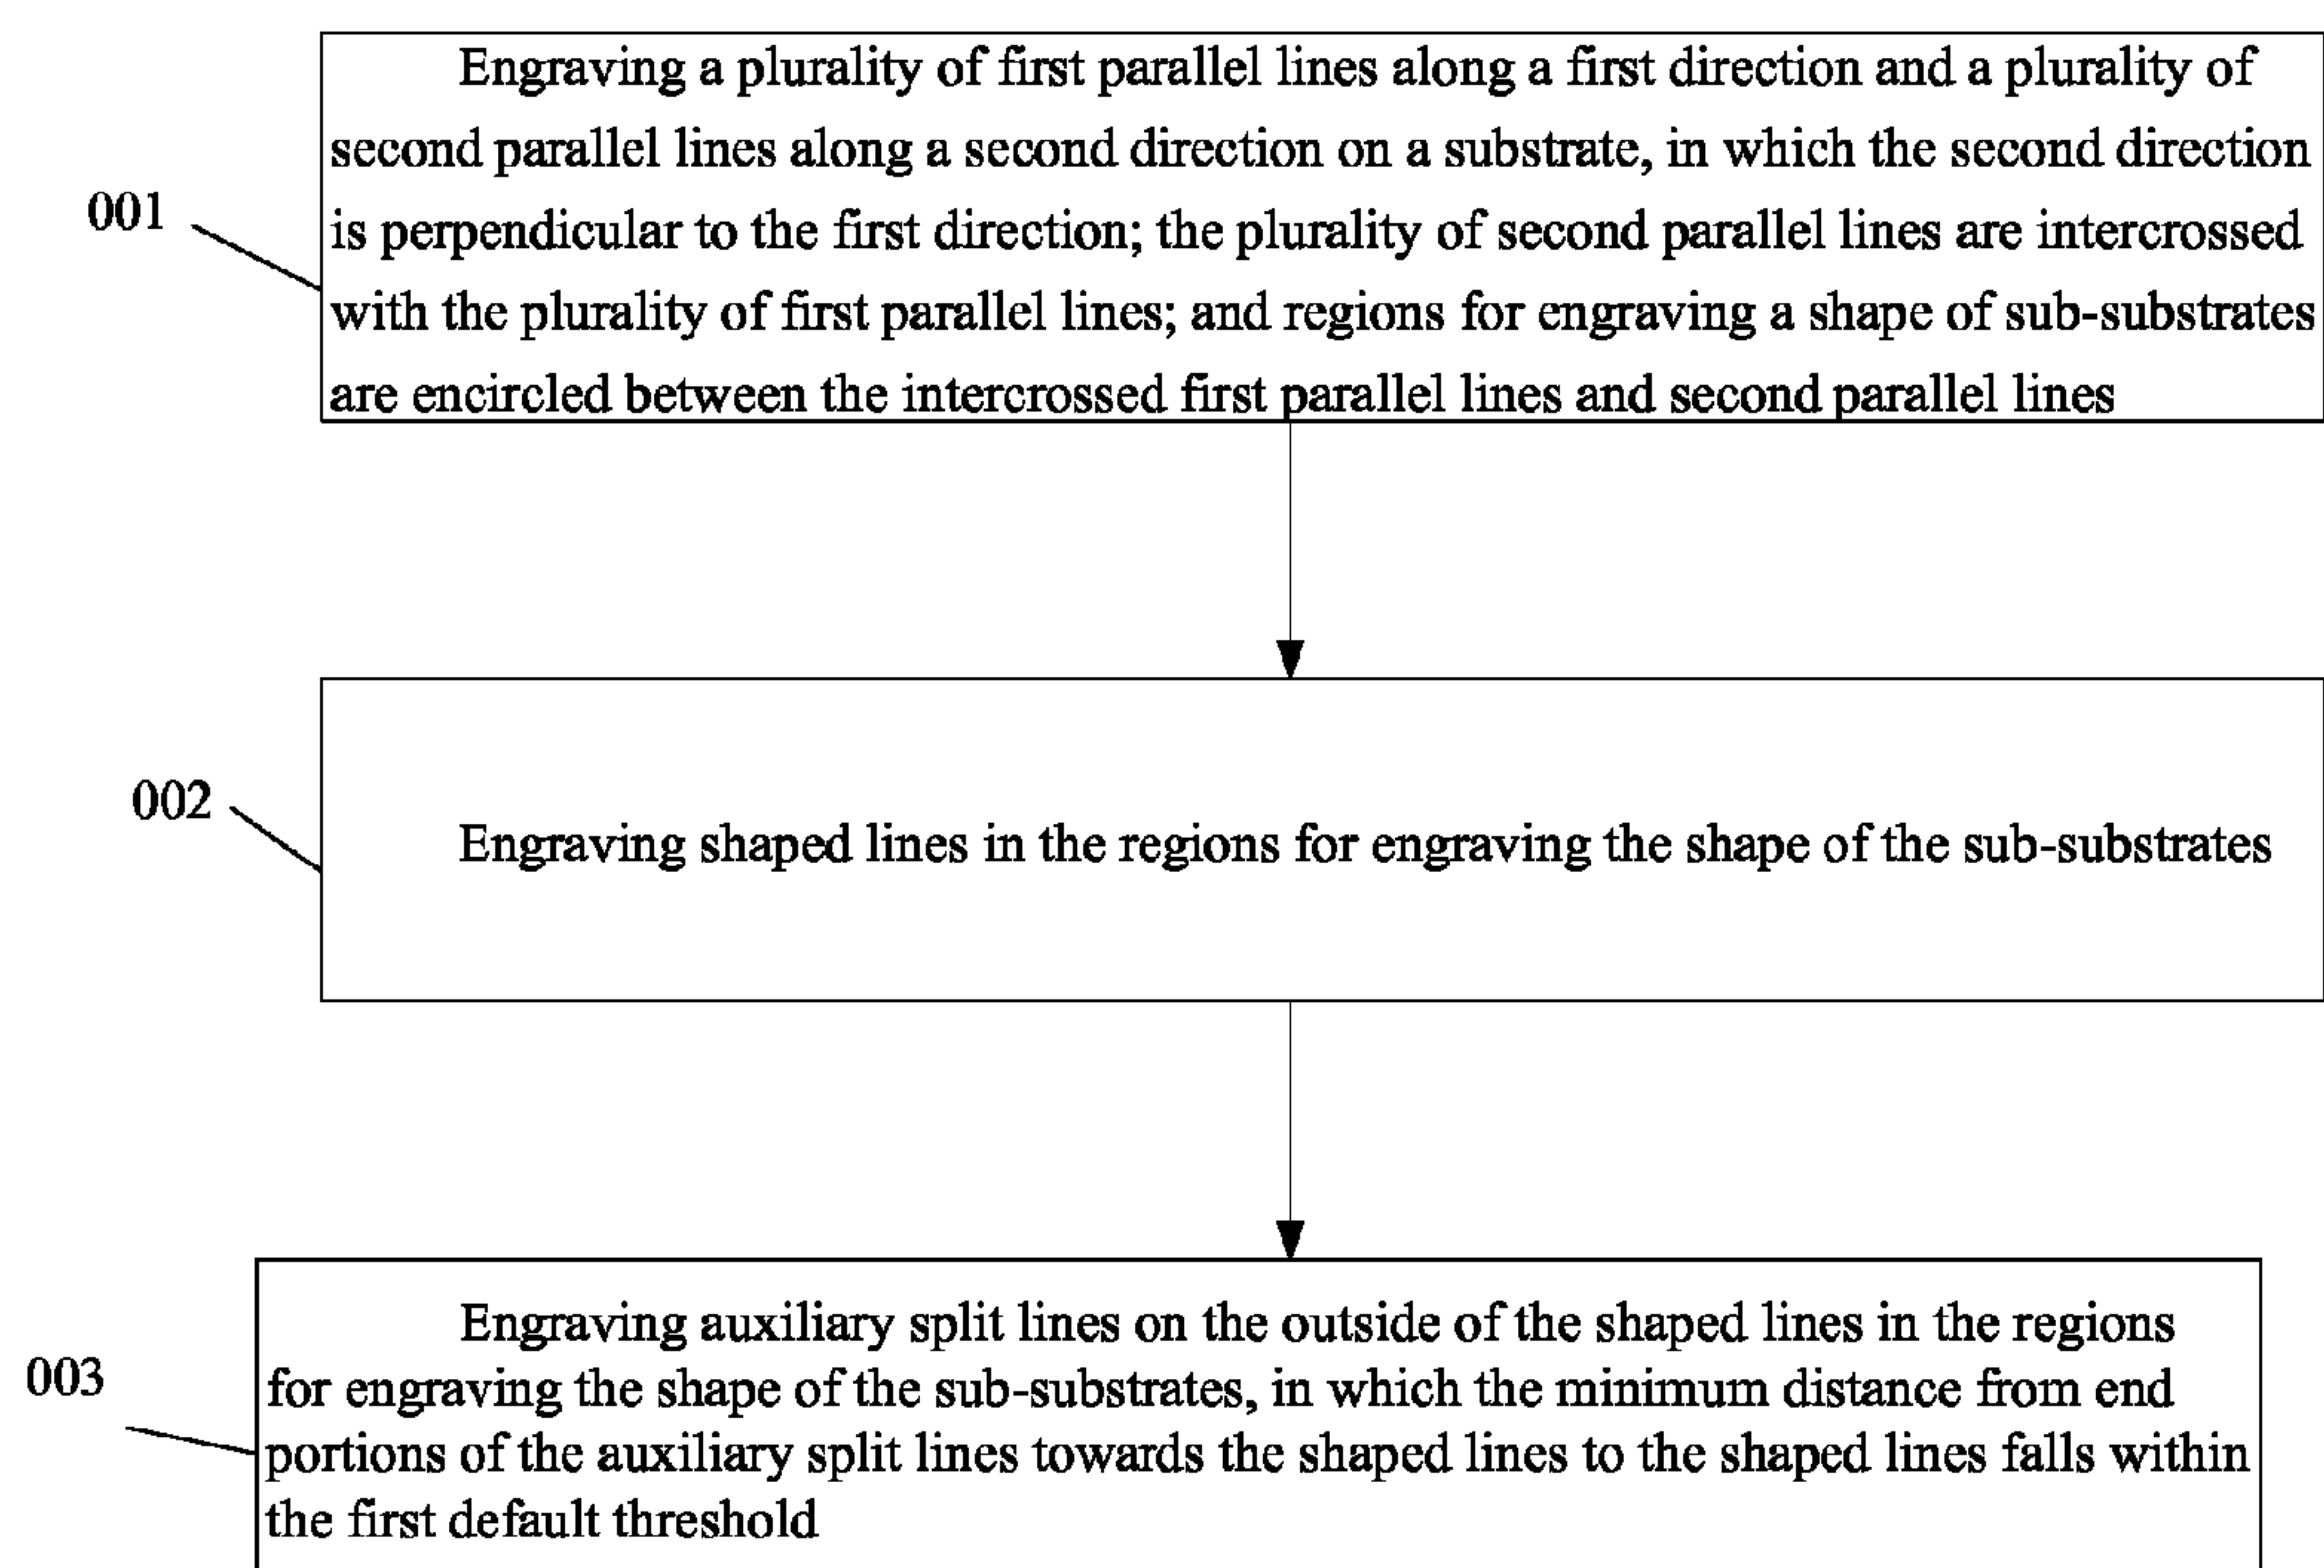 Engraving a plurality of first parallel lines along a first direction and a plurality of
second parallel lines along a second direction on a substrate, in which the second direction
001
is perpendicular to the first direction; the plurality of second parallel lines are intercrossed
with the plurality of first parallel lines; and regions for engraving a shape of sub-substrates
are encircled between the intercrossed first parallel lines and second parallel lines
002
Engraving shaped lines in the regions for engraving the shape of the sub-substrates
Engraving auxiliary split lines on the outside of the shaped lines in the regions
003
for engraving the shape of the sub-substrates, in which the minimum distance from end
portions of the auxiliary split lines towards the shaped lines to the shaped lines falls within
the first default threshold